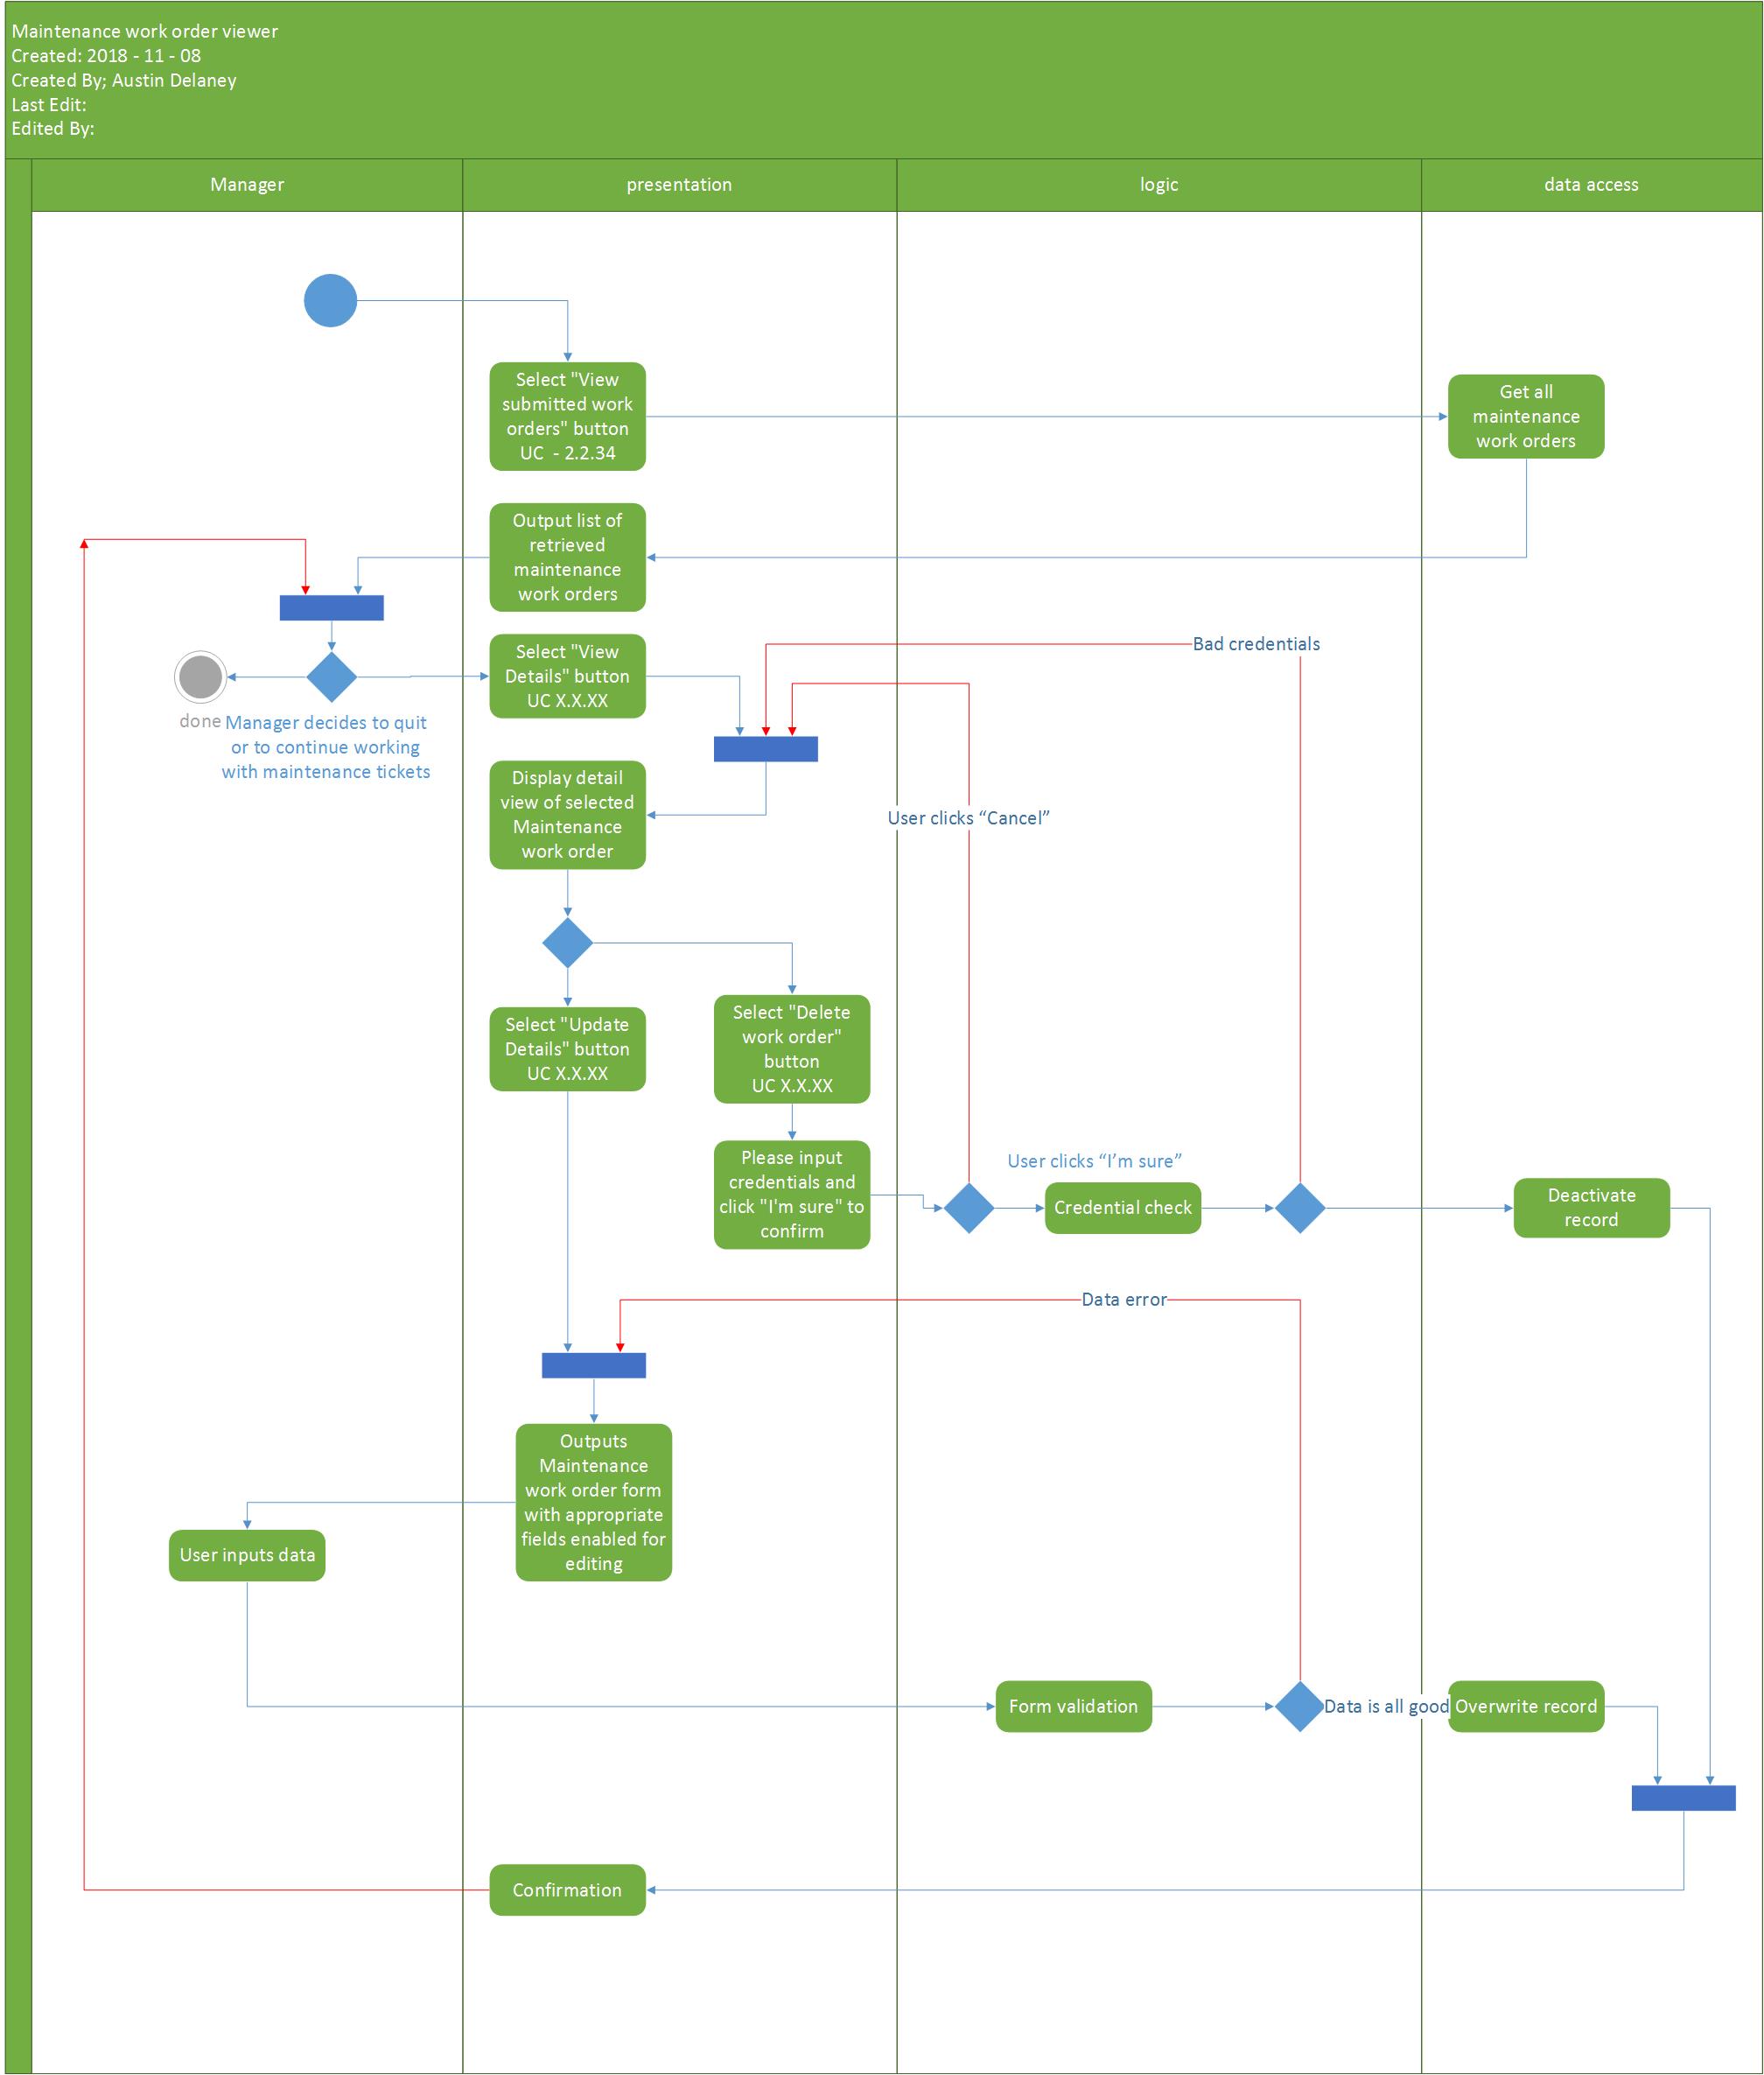 Maintenance work order viewer
Created: 2018 - 11 - 08
Created By; Austin Delaney
Last Edit:
Edited By:
Manager
presentation
logic
data access
Select "View
submitted work
orders" button
UC  - 2.2.34
Get all
maintenance
work orders
Output list of
retrieved
maintenance
work orders
Select "View
Details" button
UC X.X.XX
Bad credentials
done
Manager decides to quit
or to continue working
with maintenance tickets
Display detail
view of selected
Maintenance
work order
User clicks “Cancel”
Select "Update
Details" button
UC X.X.XX
Select "Delete
work order"
button
UC X.X.XX
Please input
credentials and
click "I'm sure" to
confirm
User clicks “I’m sure”
Credential check
Deactivate
record
Data error
Outputs
Maintenance
work order form
with appropriate
fields enabled for
editing
User inputs data
Form validation
Data is all good
Overwrite record
Confirmation